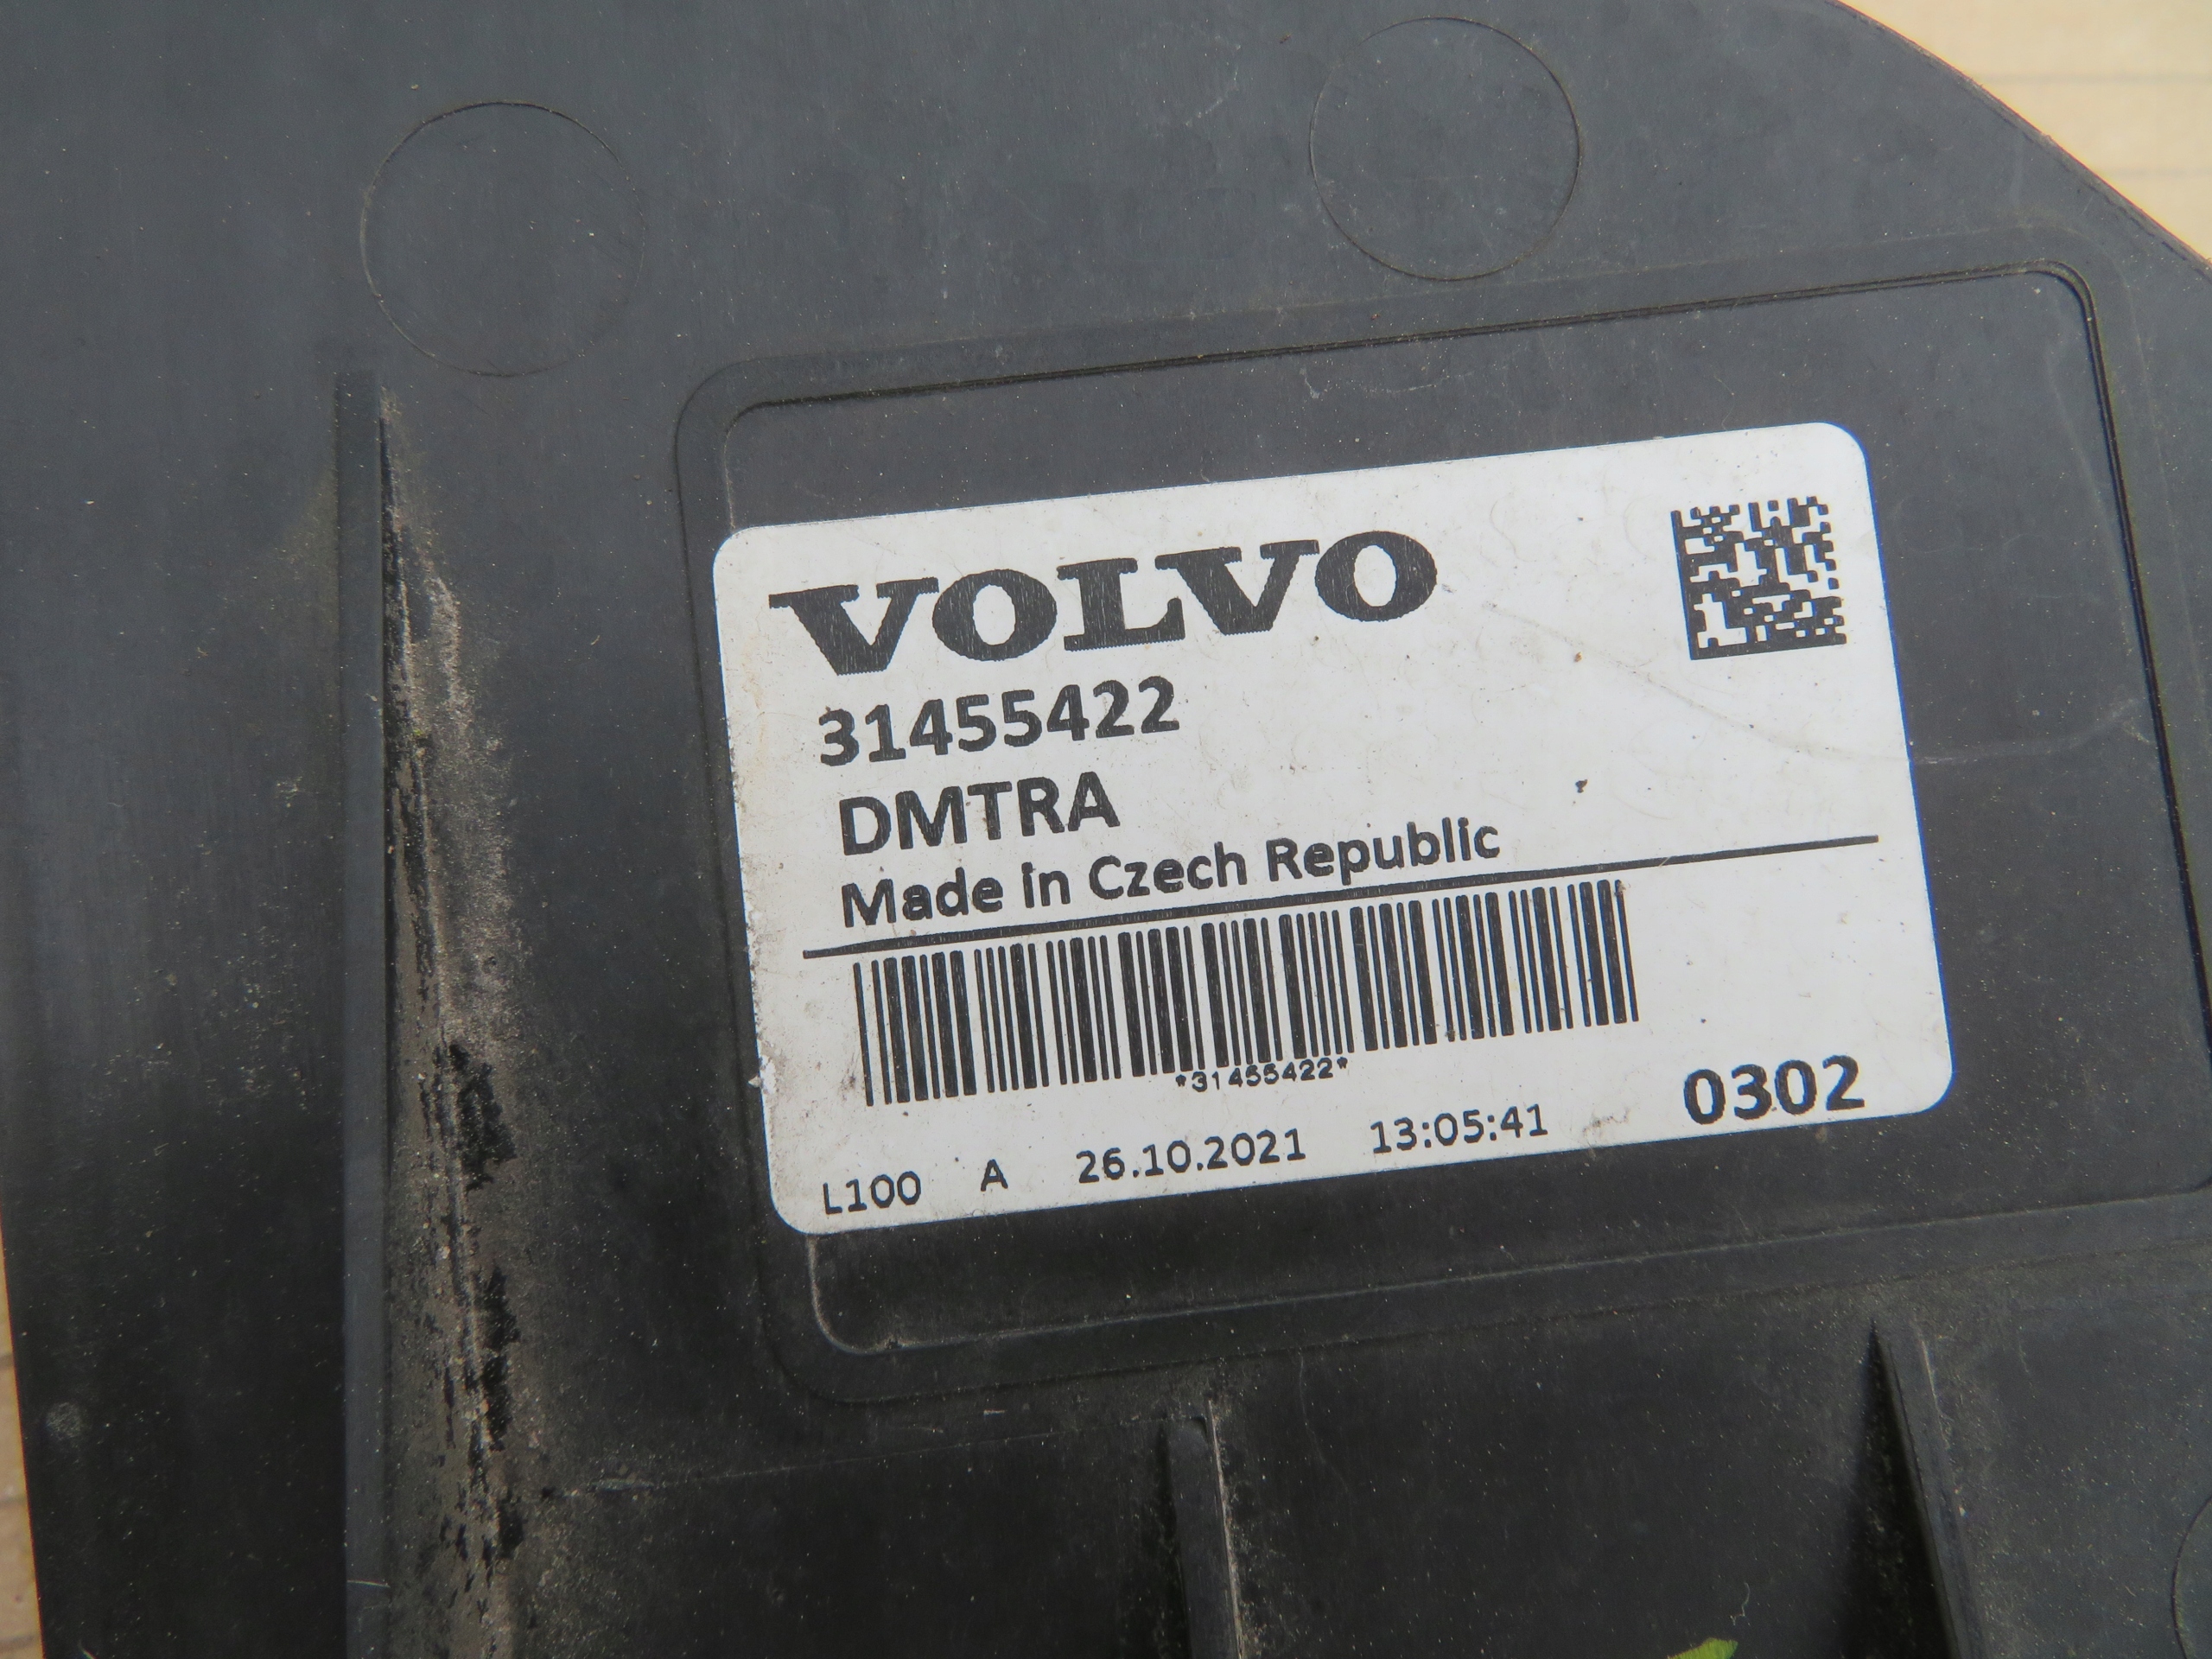 VOLVO
31455422
DMTRA
Made in Czech Republic
*31455422*
0302
L100 A 26.10.2021 13:05:41